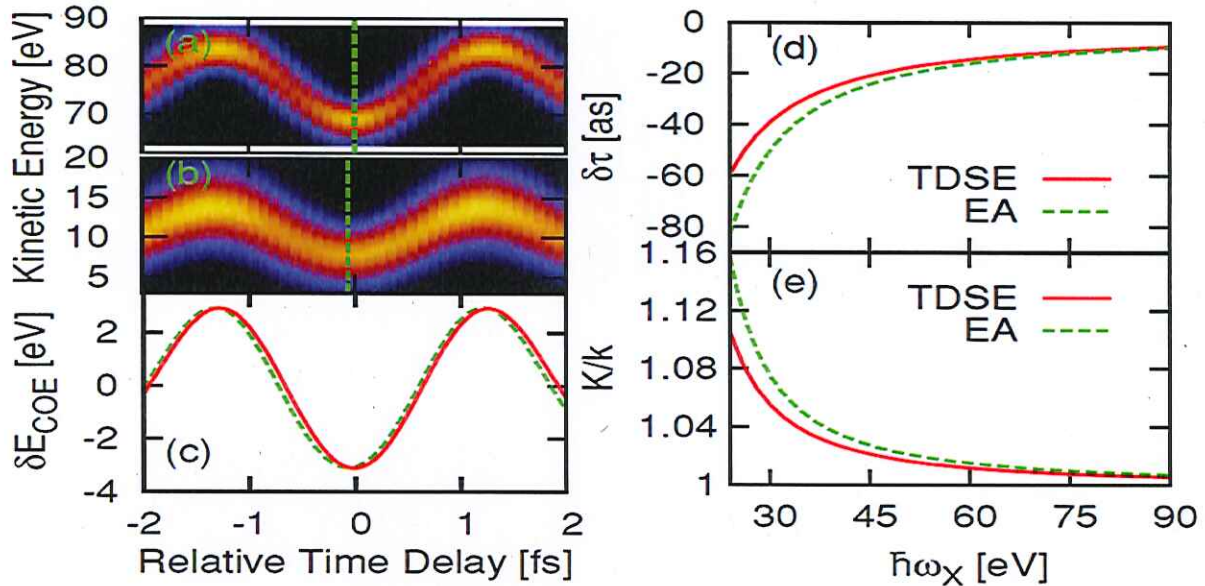 90
80
70
Kinetic Energy [eV]
(a)
20
15
10
5
(b)
2
0
-2
-4
δE_COE [eV]
(c)
-2 -1 0 1 2
Relative Time Delay [fs]
0
-20
-40
-60
-80
δτ [as]
(d)
TDSE
EA
1.16
1.12
1.08
1.04
1
K/k
(e)
TDSE
EA
30 45 60 75 90
ħω_X [eV]